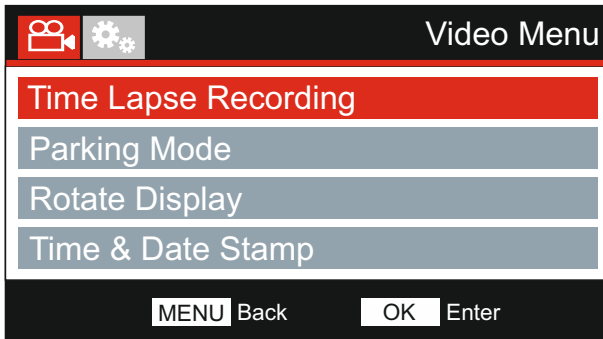 Video Menu
Time Lapse Recording
Parking Mode
Rotate Display
Time & Date Stamp
MENU Back OK Enter